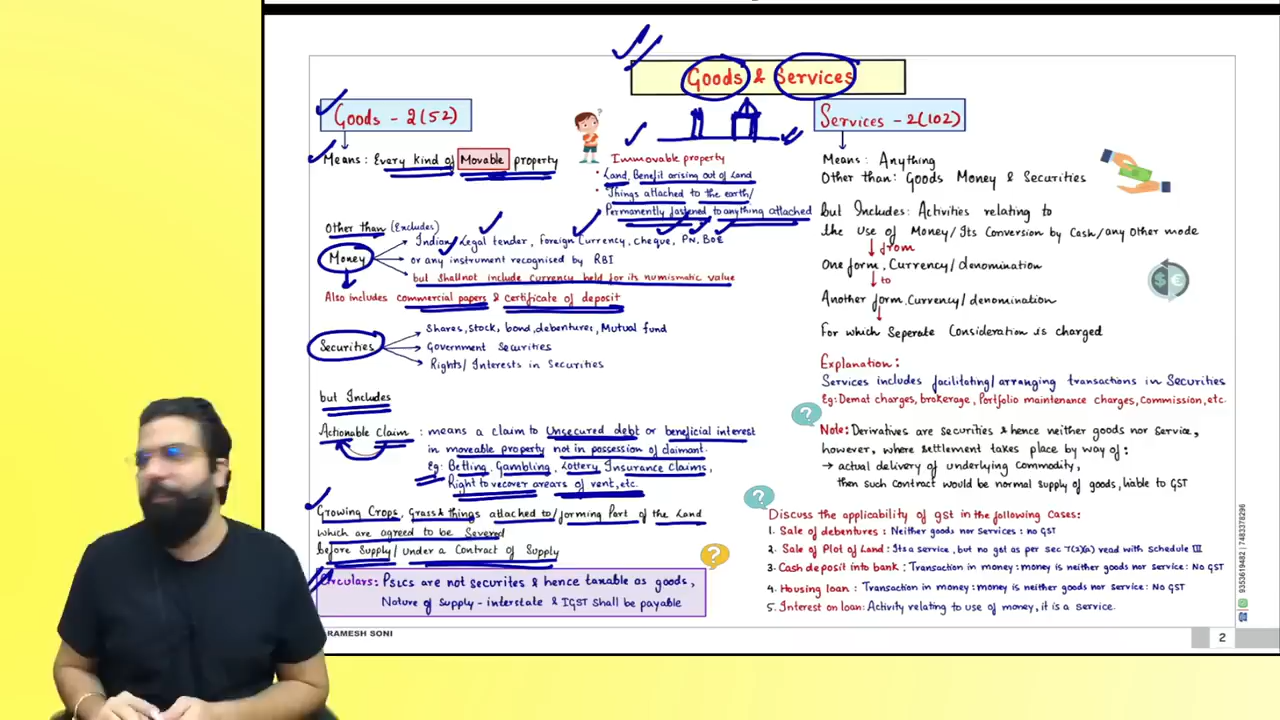 Goods & Services
Goods - 2(52)
Means: Every kind of Movable property
Immovable property
• Land, Benefit arising out of Land
• Things attached to the earth/
Permanently fastened to anything attached
Other than (Excludes)
Money
Indian Legal tender, Foreign Currency, cheque, PN, BOE
or any instrument recognised by RBI
but shall not include currency held for its numismatic value
Also includes commercial papers & certificate of deposit
Securities
Shares, Stock, bond, debentures, Mutual fund
Government Securities
Rights/ Interests in Securities
but Includes
Actionable claim : means a claim to Unsecured debt or beneficial interest
in moveable property not in possession of claimant.
Eg: Betting, Gambling, Lottery, Insurance claims,
Right to recover arears of rent, etc.
Growing Crops, Grass & things attached to/forming Part of the Land
which are agreed to be Severed
before Supply/ under a Contract of Supply
Circulars: PSLCs are not securites & hence taxable as goods,
Nature of Supply - interstate & IGST shall be payable
RAMESH SONI
Services - 2(102)
Means: Anything
Other than: Goods Money & Securities
but Includes: Activities relating to
the Use of Money/Its Conversion by Cash/any other mode
from
One form, Currency/denomination
to
Another form, Currency/denomination
For which Seperate Consideration is charged
Explanation:
Services includes facilitating/arranging transactions in Securities
Eg: Demat charges, brokerage, Portfolio maintenance charges, Commission, etc.
Note: Derivatives are securities & hence neither goods nor Service,
however, where Settlement takes place by way of:
→ actual delivery of underlying commodity,
then such Contract would be normal supply of goods, liable to GST
Discuss the applicability of gst in the following Cases:
1. Sale of debentures : Neither goods nor Services : no GST
2. Sale of Plot of Land : Its a service, but no gst as per Sec 7(2)(a) read with Schedule III
3. Cash deposit into bank : Transaction in money: money is neither goods nor service: No GST
4. Housing loan : Transaction in money: money is neither goods nor service: No GST
5. Interest on loan: Activity relating to use of money, it is a service.
9353619482 | 7483378296
2